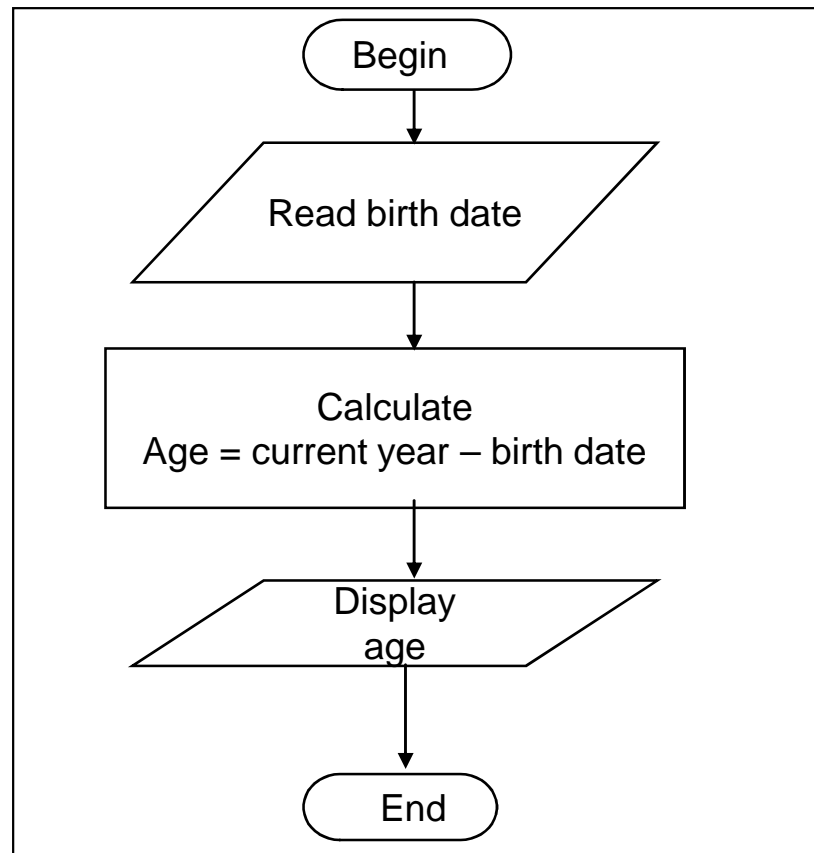 Begin
Read birth date
Calculate
Age = current year – birth date
Display
age
End